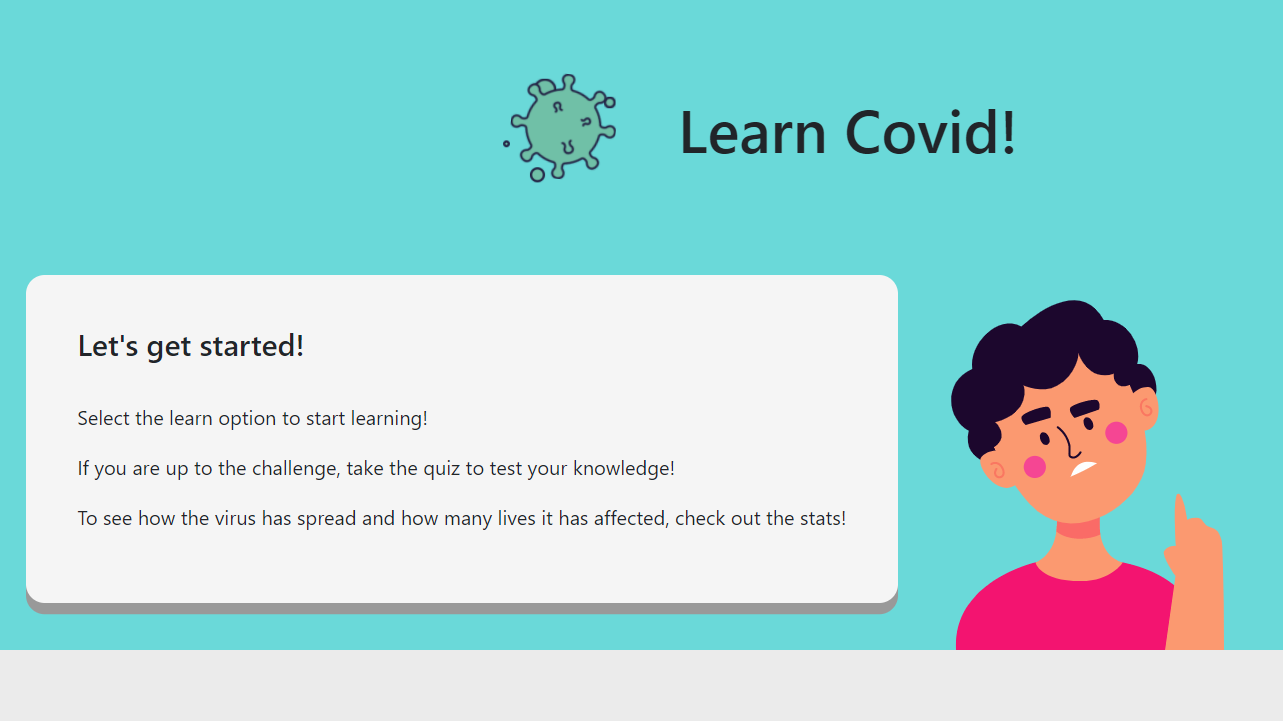 Learn Covid!
Let's get started!
Select the learn option to start learning!
If you are up to the challenge, take the quiz to test your knowledge!
To see how the virus has spread and how many lives it has affected, check out the stats!